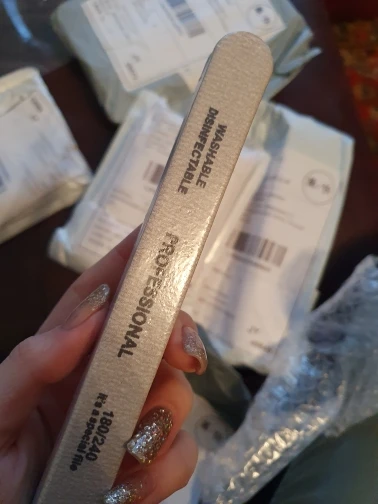 WASHABLE
DISINFECTABLE
PROFESSIONAL
180/240
it's a special file